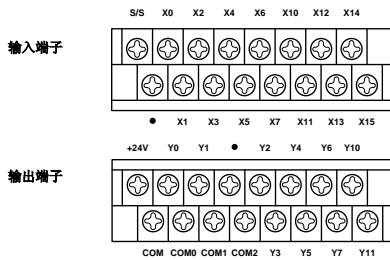 S/S X0 X2 X4 X6 X10 X12 X14
输入端子
● X1 X3 X5 X7 X11 X13 X15
+24V Y0 Y1 ● Y2 Y4 Y6 Y10
输出端子
COM COM0 COM1 COM2 Y3 Y5 Y7 Y11